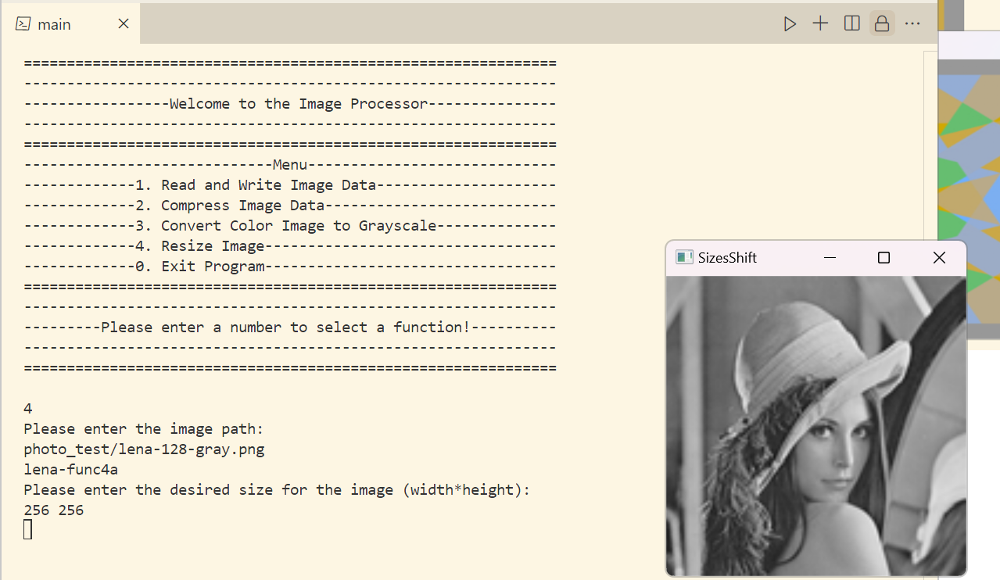 main
============================================================== 
--------------------------------------------------------------
-----------------Welcome to the Image Processor---------------
--------------------------------------------------------------
==============================================================
-----------------------------Menu-----------------------------
-------------1. Read and Write Image Data---------------------
-------------2. Compress Image Data---------------------------
-------------3. Convert Color Image to Grayscale--------------
-------------4. Resize Image----------------------------------
-------------0. Exit Program----------------------------------
==============================================================
--------------------------------------------------------------
---------Please enter a number to select a function!----------
--------------------------------------------------------------
==============================================================
4
Please enter the image path:
photo_test/lena-128-gray.png
lena-func4a
Please enter the desired size for the image (width*height):
256 256
SizesShift